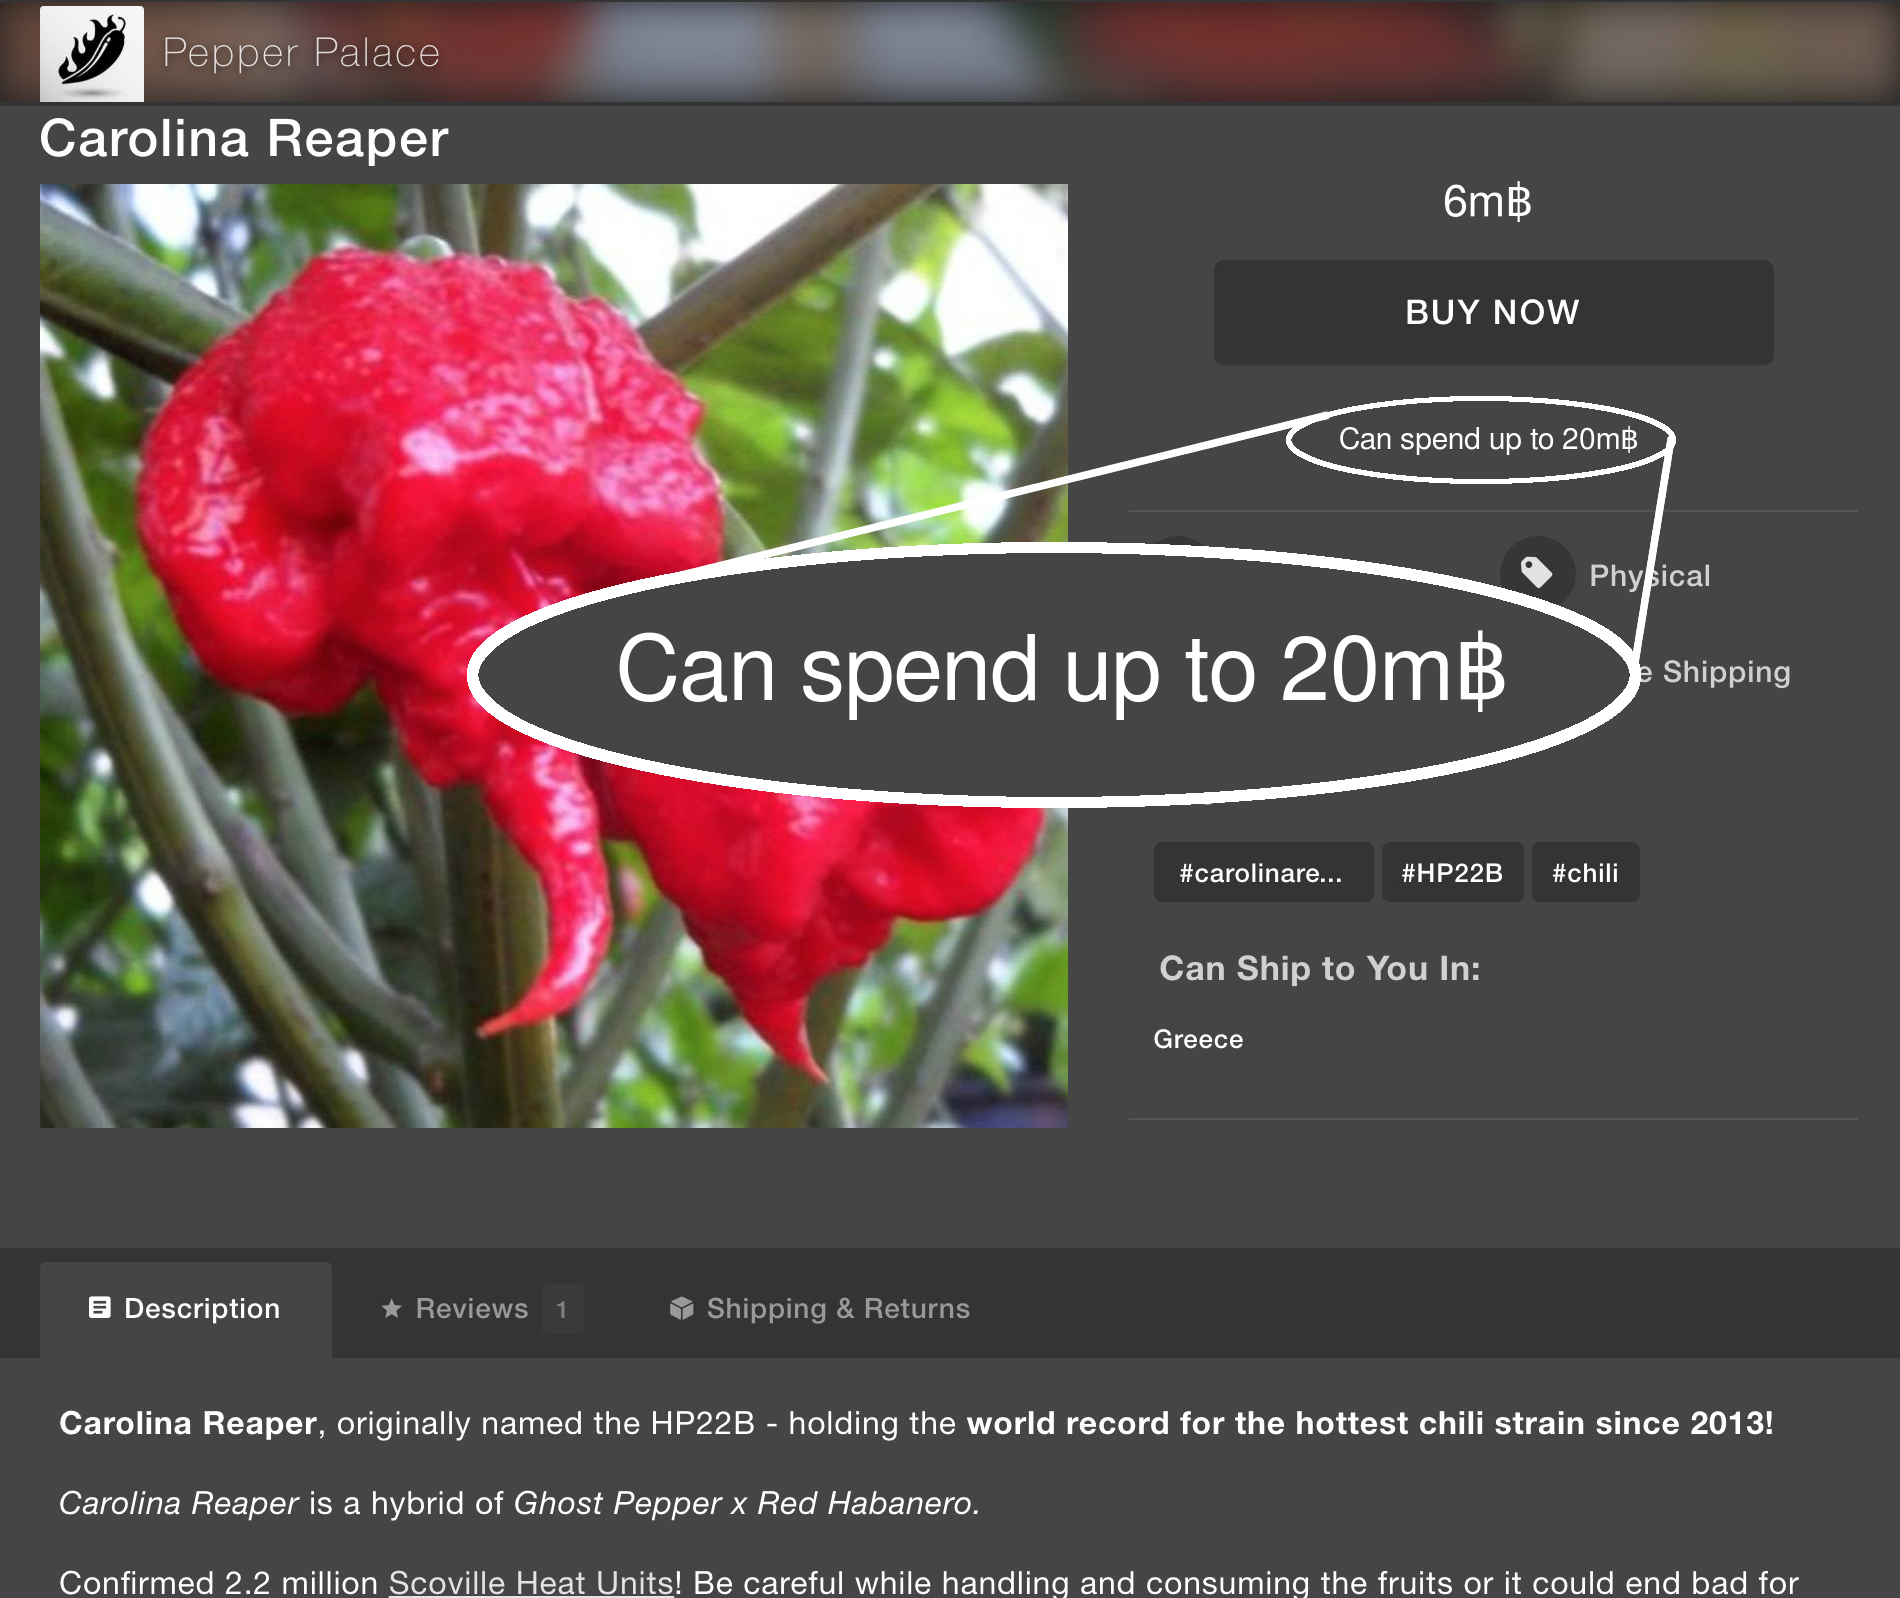 Pepper Palace
Carolina Reaper
6m฿
BUY NOW
Can spend up to 20m฿
Physical
Can spend up to 20m฿
Shipping
#carolinare...
#HP22B
#chili
Can Ship to You In:
Greece
Description
Reviews 1
Shipping & Returns
Carolina Reaper, originally named the HP22B - holding the world record for the hottest chili strain since 2013!
Carolina Reaper is a hybrid of Ghost Pepper x Red Habanero.
Confirmed 2.2 million Scoville Heat Units! Be careful while handling and consuming the fruits or it could end bad for